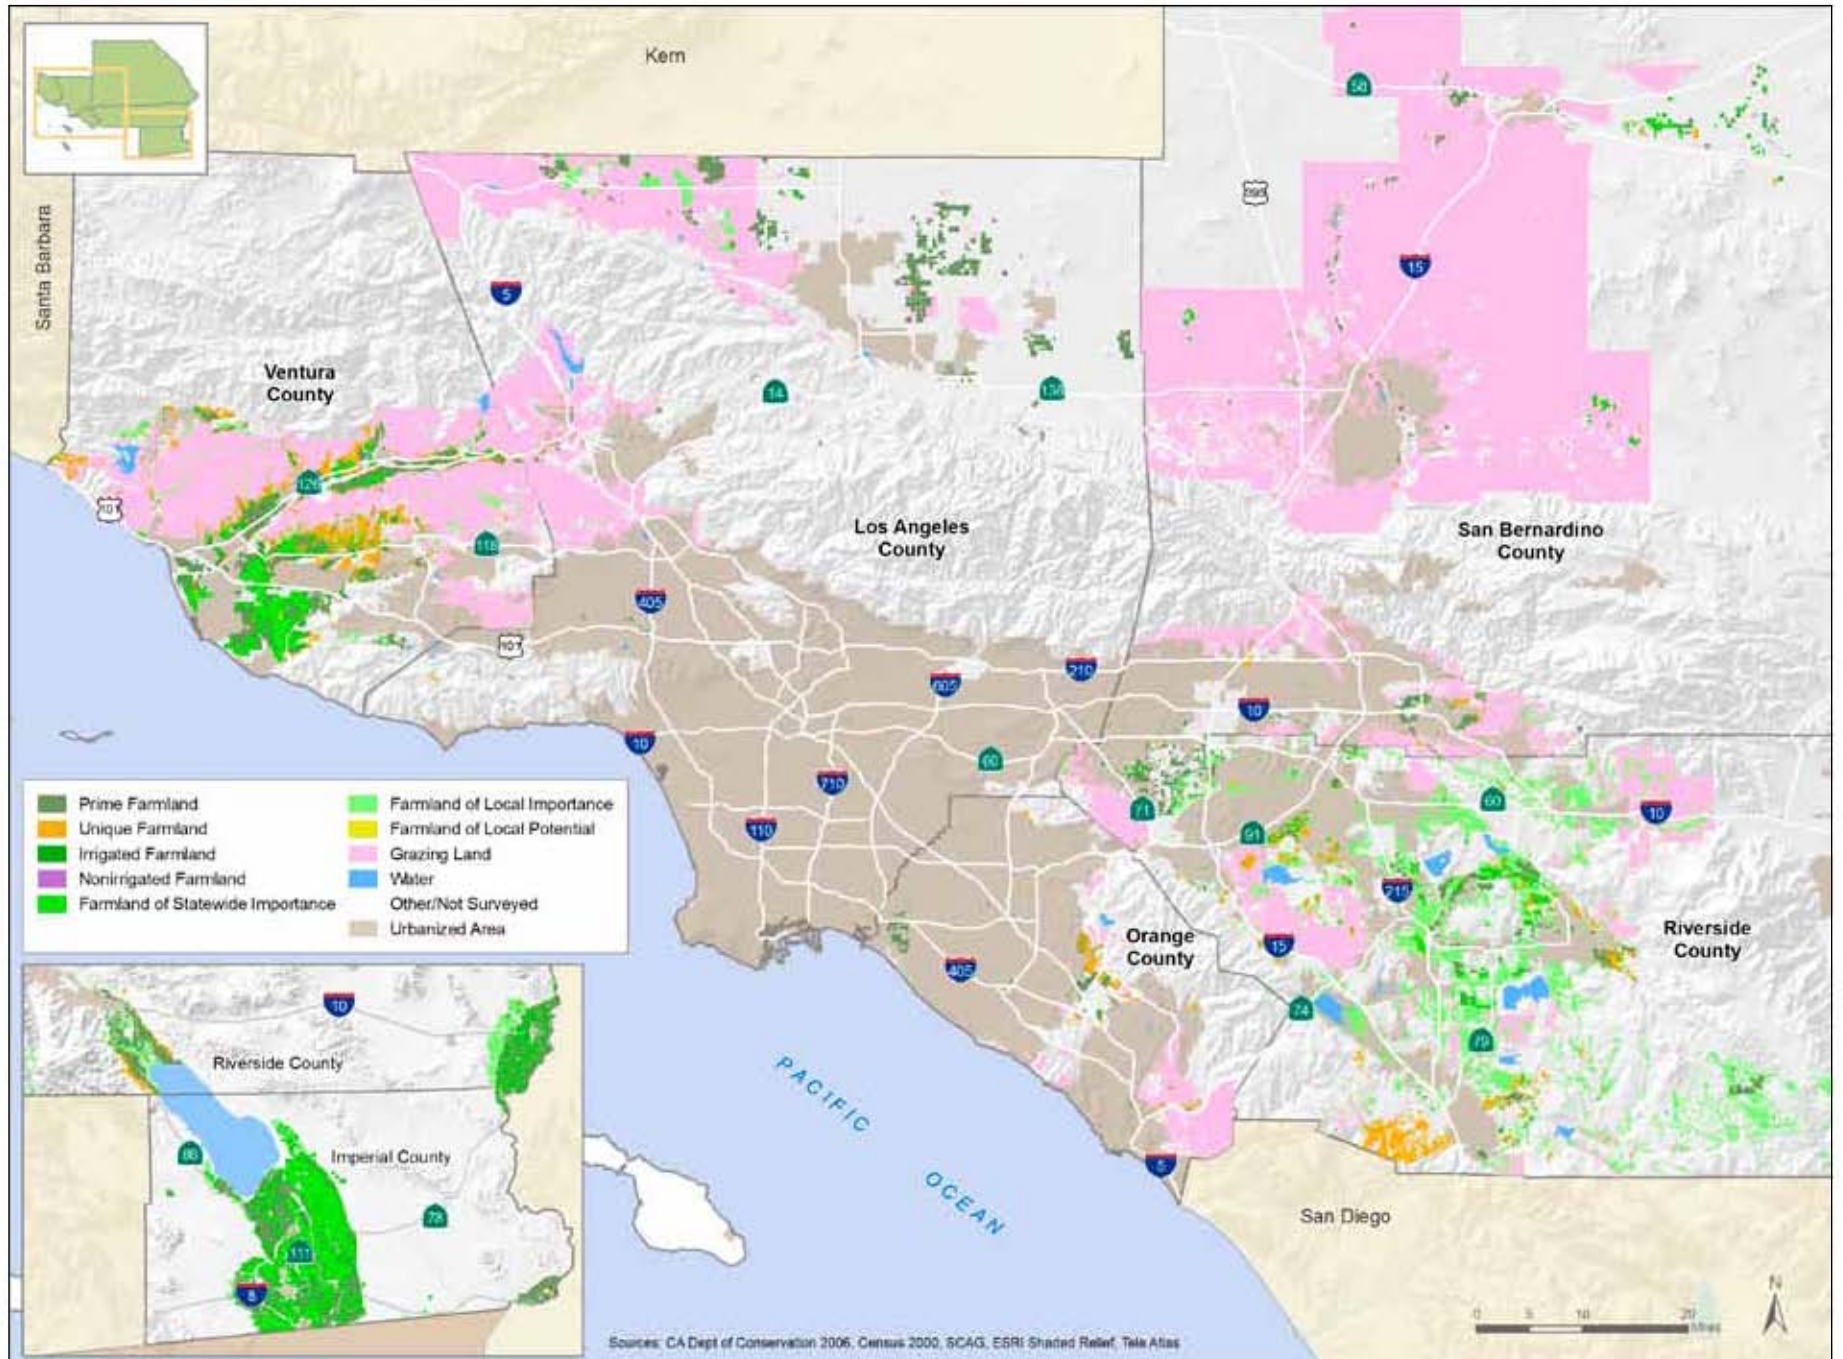 Kern
58
395
Santa Barbara
15
5
Ventura
County
14
138
126
101
Los Angeles
County
San Bernardino
County
118
405
101
210
605
10
10
60
710
71
60
10
110
91
Prime Farmland
Unique Farmland
Irrigated Farmland
Nonirrigated Farmland
Farmland of Statewide Importance
Farmland of Local Importance
Farmland of Local Potential
Grazing Land
Water
Other/Not Surveyed
Urbanized Area
215
Orange
County
15
Riverside
County
405
74
79
10
Riverside County
PACIFIC
OCEAN
Imperial County
86
78
111
8
5
San Diego
N
0 5 10 20
Miles
Sources: CA Dept of Conservation 2006, Census 2000, SCAG, ESRI Shaded Relief, Tele Atlas